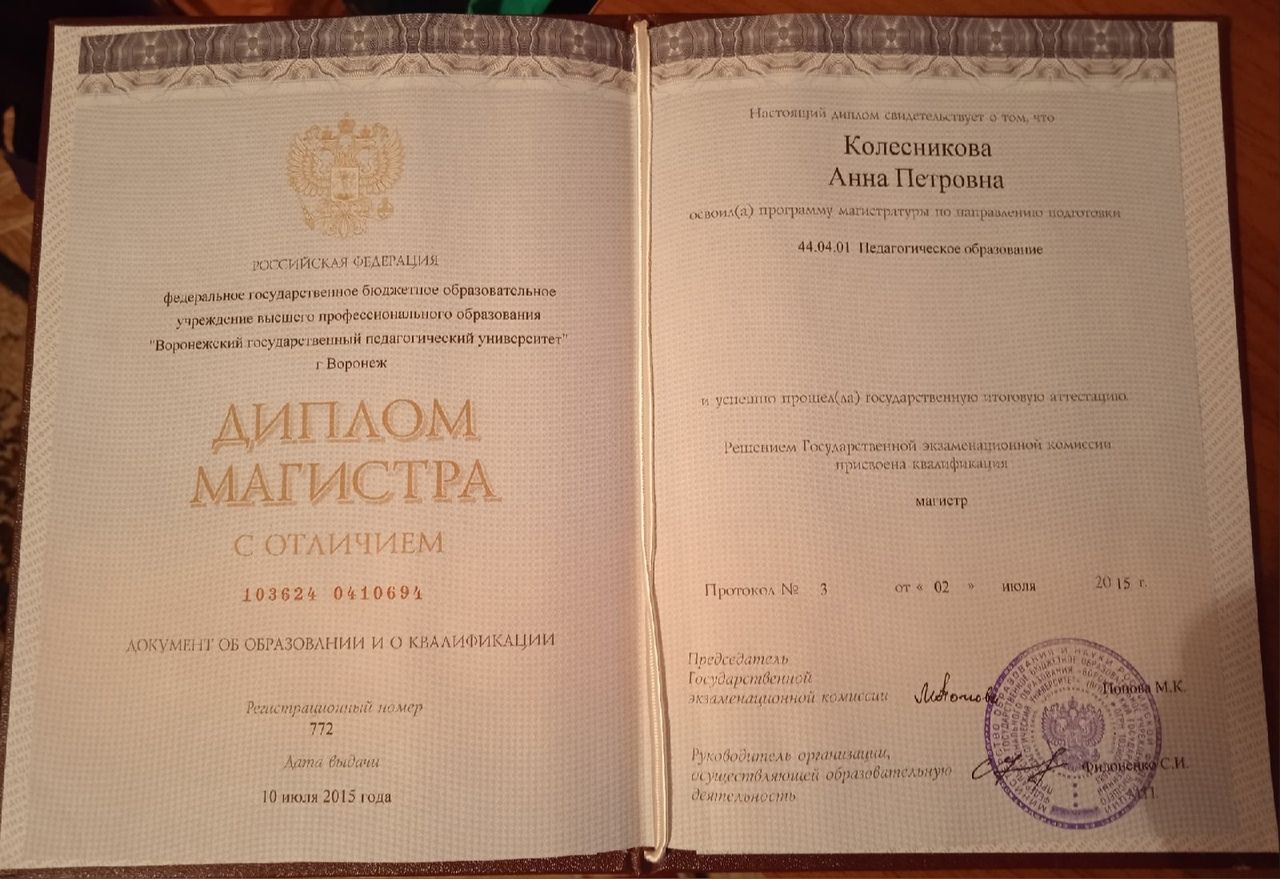 РОССИЙСКАЯ ФЕДЕРАЦИЯ
федеральное государственное бюджетное образовательное
учреждение высшего профессионального образования
"Воронежский государственный педагогический университет"
г Воронеж
ДИПЛОМ
МАГИСТРА
С ОТЛИЧИЕМ
103624 0410694
ДОКУМЕНТ ОБ ОБРАЗОВАНИИ И О КВАЛИФИКАЦИИ
Регистрационный номер
772
Дата выдачи
10 июля 2015 года
Настоящий диплом свидетельствует о том, что
Колесникова
Анна Петровна
освоил(а) программу магистратуры по направлению подготовки
44.04.01 Педагогическое образование
и успешно прошел(ла) государственную итоговую аттестацию.
Решением Государственной экзаменационной комиссии
присвоена квалификация
магистр
Протокол № 3 от « 02 » июля 2015 г.
Председатель
Государственной
экзаменационной комиссии Попова М.К.
Руководитель организации,
осуществляющей образовательную
деятельность Филоненко С.И.
М.П.